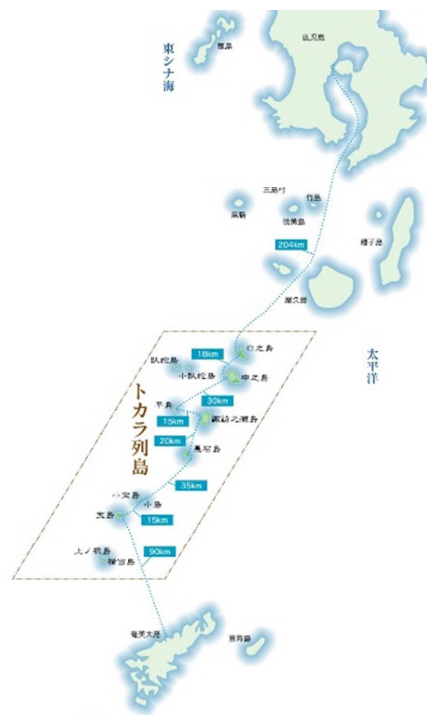 甑島
鹿児島
東シナ海
三島村
竹島
黒島
硫黄島
種子島
204km
屋久島
太平洋
口之島
18km
臥蛇島
小臥蛇島
中之島
30km
平島
15km
諏訪之瀬島
トカラ列島
20km
悪石島
35km
小宝島
小島
宝島
15km
上ノ根島
90km
横当島
奄美大島
喜界島